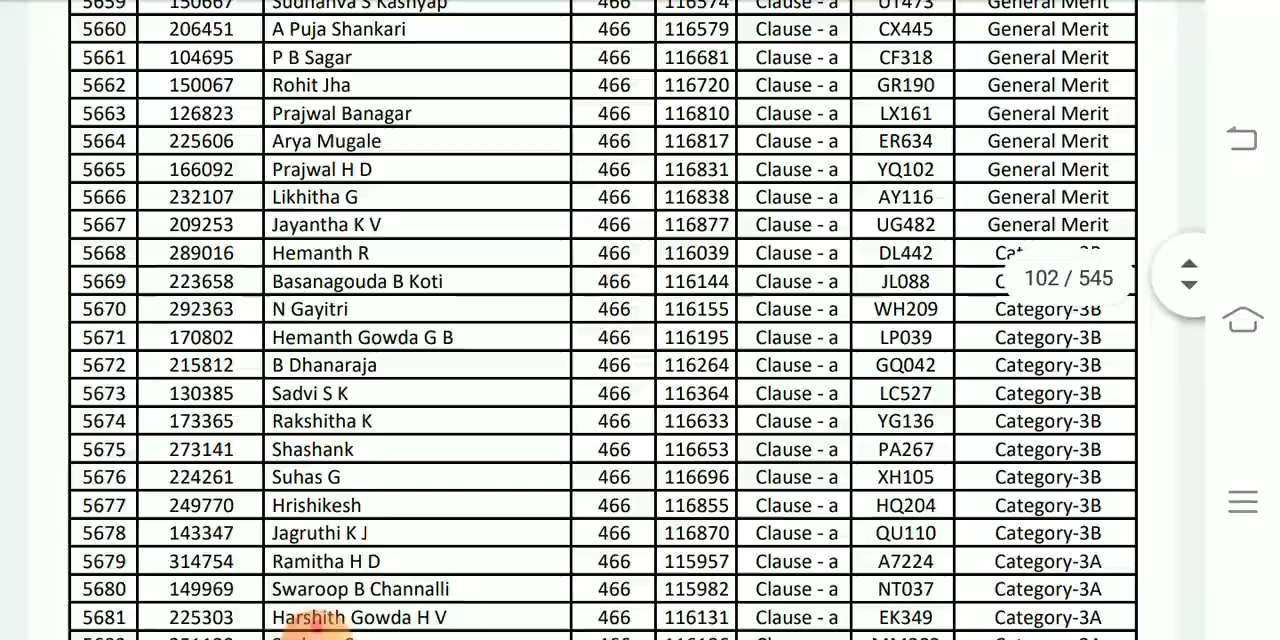 5659 150667 Sudhanva S Kashyap 466 116574 Clause - a UT473 General Merit
5660 206451 A Puja Shankari 466 116579 Clause - a CX445 General Merit
5661 104695 P B Sagar 466 116681 Clause - a CF318 General Merit
5662 150067 Rohit Jha 466 116720 Clause - a GR190 General Merit
5663 126823 Prajwal Banagar 466 116810 Clause - a LX161 General Merit
5664 225606 Arya Mugale 466 116817 Clause - a ER634 General Merit
5665 166092 Prajwal H D 466 116831 Clause - a YQ102 General Merit
5666 232107 Likhitha G 466 116838 Clause - a AY116 General Merit
5667 209253 Jayantha K V 466 116877 Clause - a UG482 General Merit
5668 289016 Hemanth R 466 116039 Clause - a DL442
5669 223658 Basanagouda B Koti 466 116144 Clause - a JL088
102 / 545
5670 292363 N Gayitri 466 116155 Clause - a WH209 Category-3B
5671 170802 Hemanth Gowda G B 466 116195 Clause - a LP039 Category-3B
5672 215812 B Dhanaraja 466 116264 Clause - a GQ042 Category-3B
5673 130385 Sadvi S K 466 116364 Clause - a LC527 Category-3B
5674 173365 Rakshitha K 466 116633 Clause - a YG136 Category-3B
5675 273141 Shashank 466 116653 Clause - a PA267 Category-3B
5676 224261 Suhas G 466 116696 Clause - a XH105 Category-3B
5677 249770 Hrishikesh 466 116855 Clause - a HQ204 Category-3B
5678 143347 Jagruthi K J 466 116870 Clause - a QU110 Category-3B
5679 314754 Ramitha H D 466 115957 Clause - a A7224 Category-3A
5680 149969 Swaroop B Channalli 466 115982 Clause - a NT037 Category-3A
5681 225303 Harshith Gowda H V 466 116131 Clause - a EK349 Category-3A